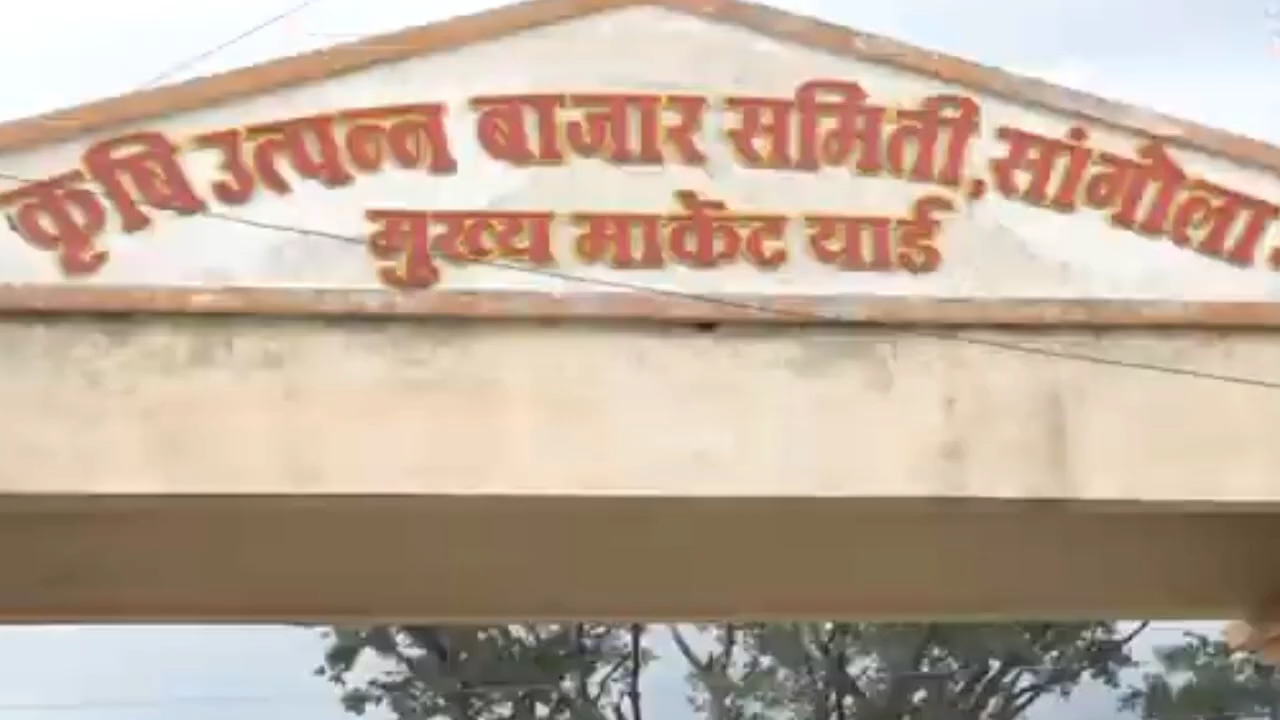 कृषि उत्पन्न बाजार समिती, सांगोला.
मुख्य मार्केट यार्ड